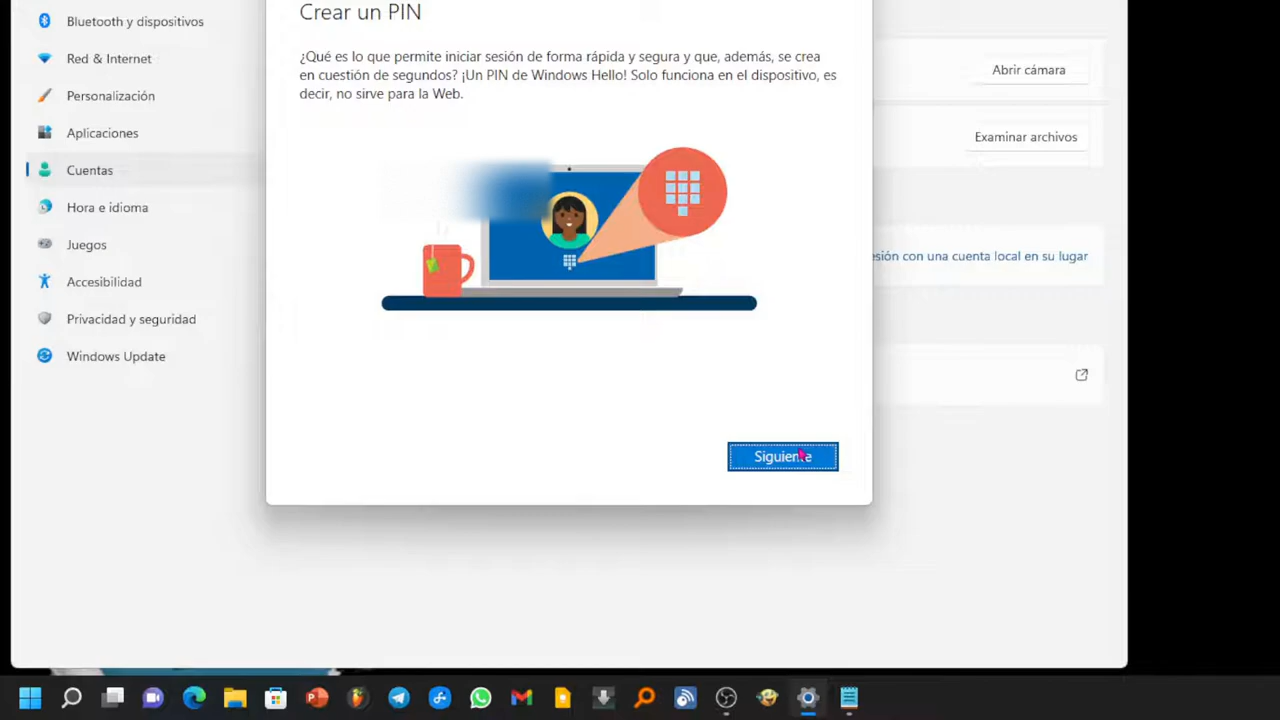 Crear un PIN
¿Qué es lo que permite iniciar sesión de forma rápida y segura y que, además, se crea
en cuestión de segundos? ¡Un PIN de Windows Hello! Solo funciona en el dispositivo, es
decir, no sirve para la Web.
Bluetooth y dispositivos
Red & Internet
Personalización
Aplicaciones
Cuentas
Hora e idioma
Juegos
Accesibilidad
Privacidad y seguridad
Windows Update
Abrir cámara
Examinar archivos
esión con una cuenta local en su lugar
Siguiente